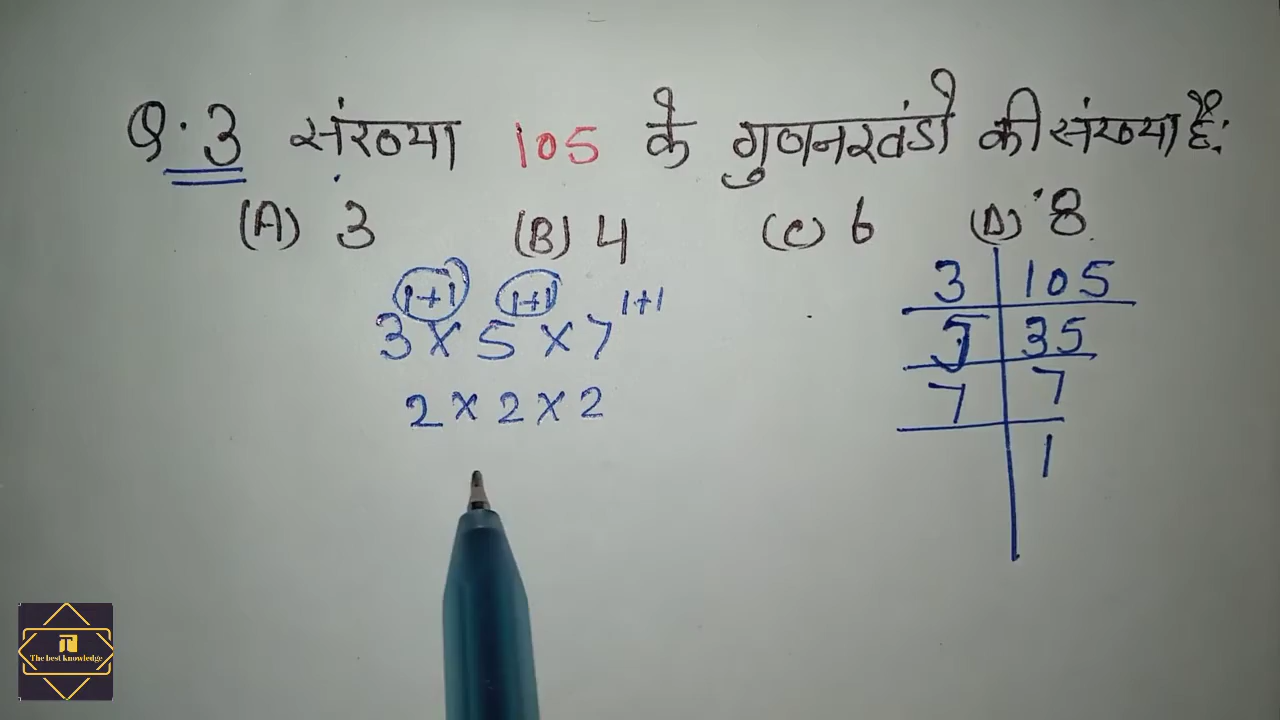 Q.3 संख्या 105 के गुणनखंडो की संख्या है:
(A) 3 (B) 4 (C) 6 (D) 8
3^1+1 × 5^1+1 × 7^1+1
2 × 2 × 2
3 | 105
5 | 35
7 | 7
1
The best knowledge